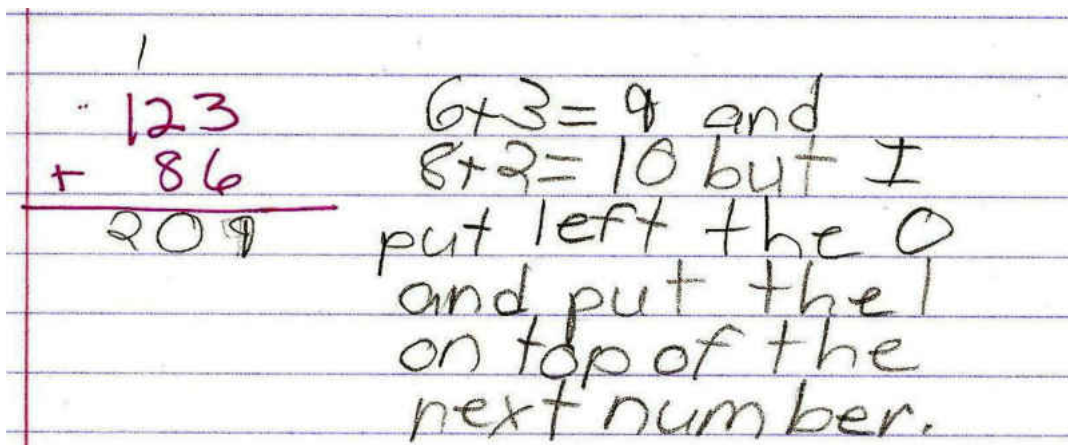 1
123
+ 86
209
6+3=9 and
8+2=10 but I
put left the 0
and put the 1
on top of the
next number.